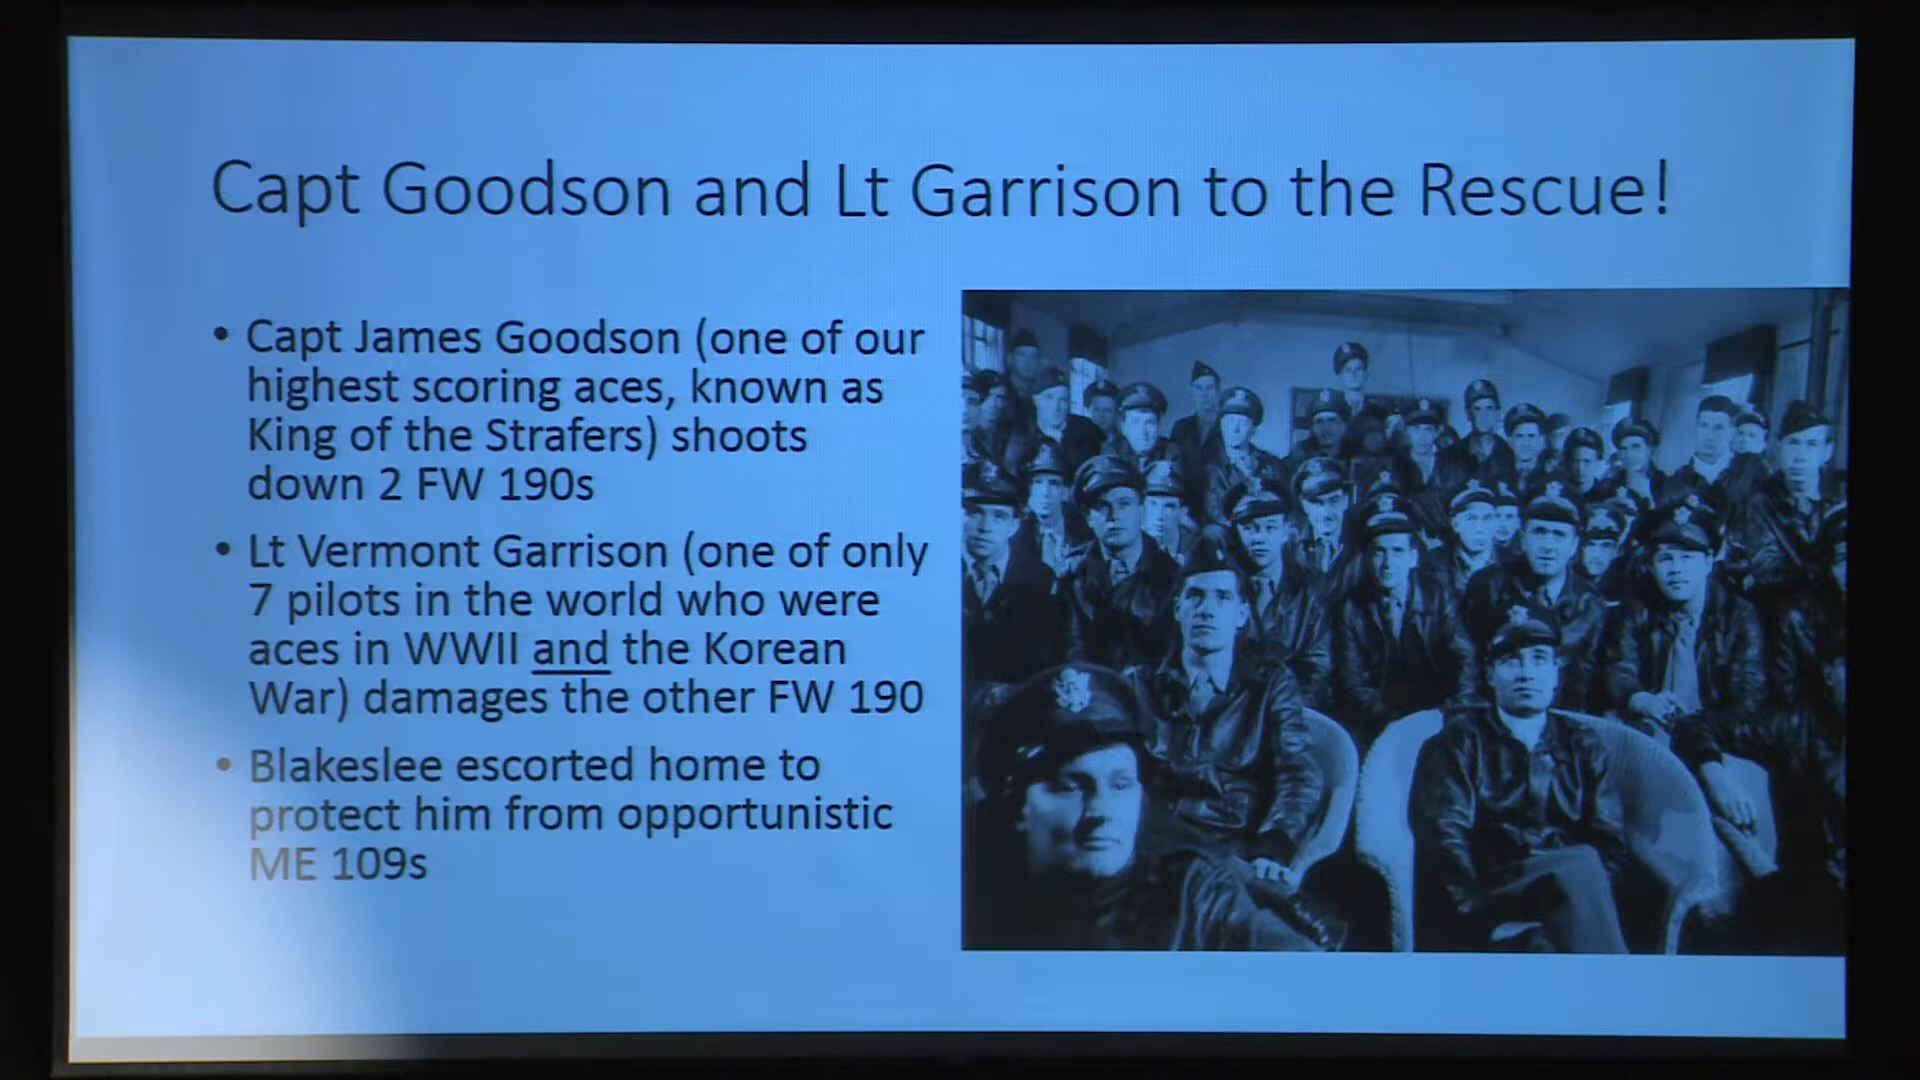 Capt Goodson and Lt Garrison to the Rescue!
• Capt James Goodson (one of our
highest scoring aces, known as
King of the Strafers) shoots
down 2 FW 190s
• Lt Vermont Garrison (one of only
7 pilots in the world who were
aces in WWII and the Korean
War) damages the other FW 190
• Blakeslee escorted home to
protect him from opportunistic
ME 109s